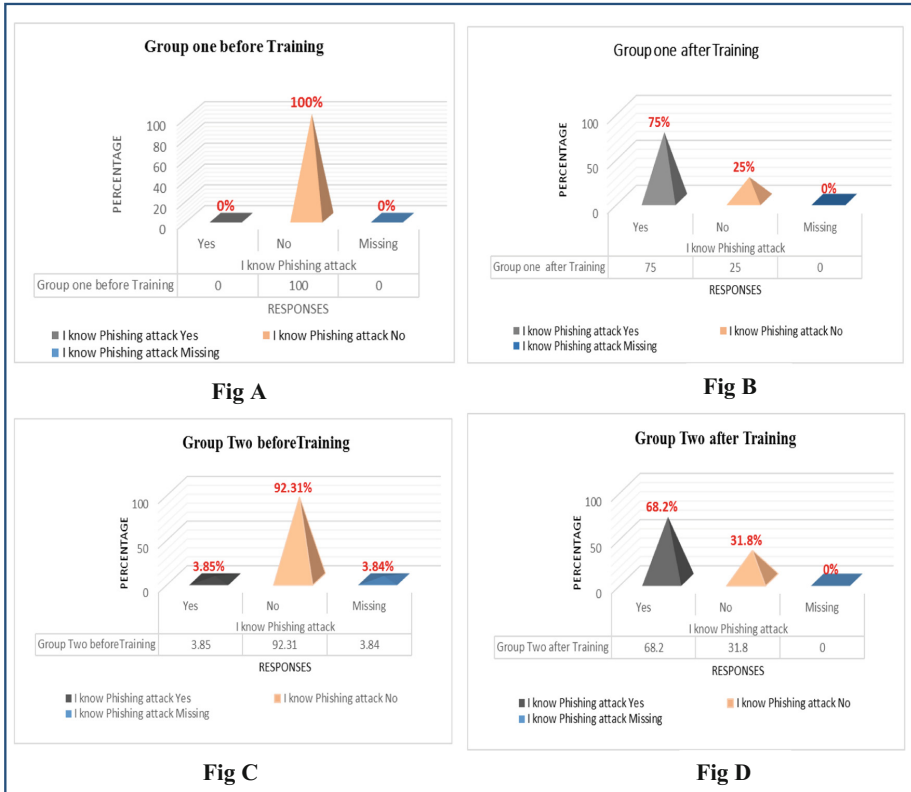 Group one before Training
PERCENTAGE
100
80
60
40
20
0
0%
100%
0%
Yes No Missing
I know Phishing attack
Group one before Training 0 100 0
RESPONSES
I know Phishing attack Yes I know Phishing attack No
I know Phishing attack Missing
Fig A
Group one after Training
PERCENTAGE
100
50
0
75%
25%
0%
Yes No Missing
I know Phishing attack
Group one after Training 75 25 0
RESPONSES
I know Phishing attack Yes I know Phishing attack No
I know Phishing attack Missing
Fig B
Group Two beforeTraining
PERCENTAGE
100
50
0
3.85%
92.31%
3.84%
Yes No Missing
I know Phishing attack
Group Two beforeTraining 3.85 92.31 3.84
RESPONSES
I know Phishing attack Yes I know Phishing attack No
I know Phishing attack Missing
Fig C
Group Two after Training
PERCENTAGE
100
50
0
68.2%
31.8%
0%
Yes No Missing
I know Phishing attack
Group Two after Training 68.2 31.8 0
RESPONSES
I know Phishing attack Yes I know Phishing attack No
I know Phishing attack Missing
Fig D